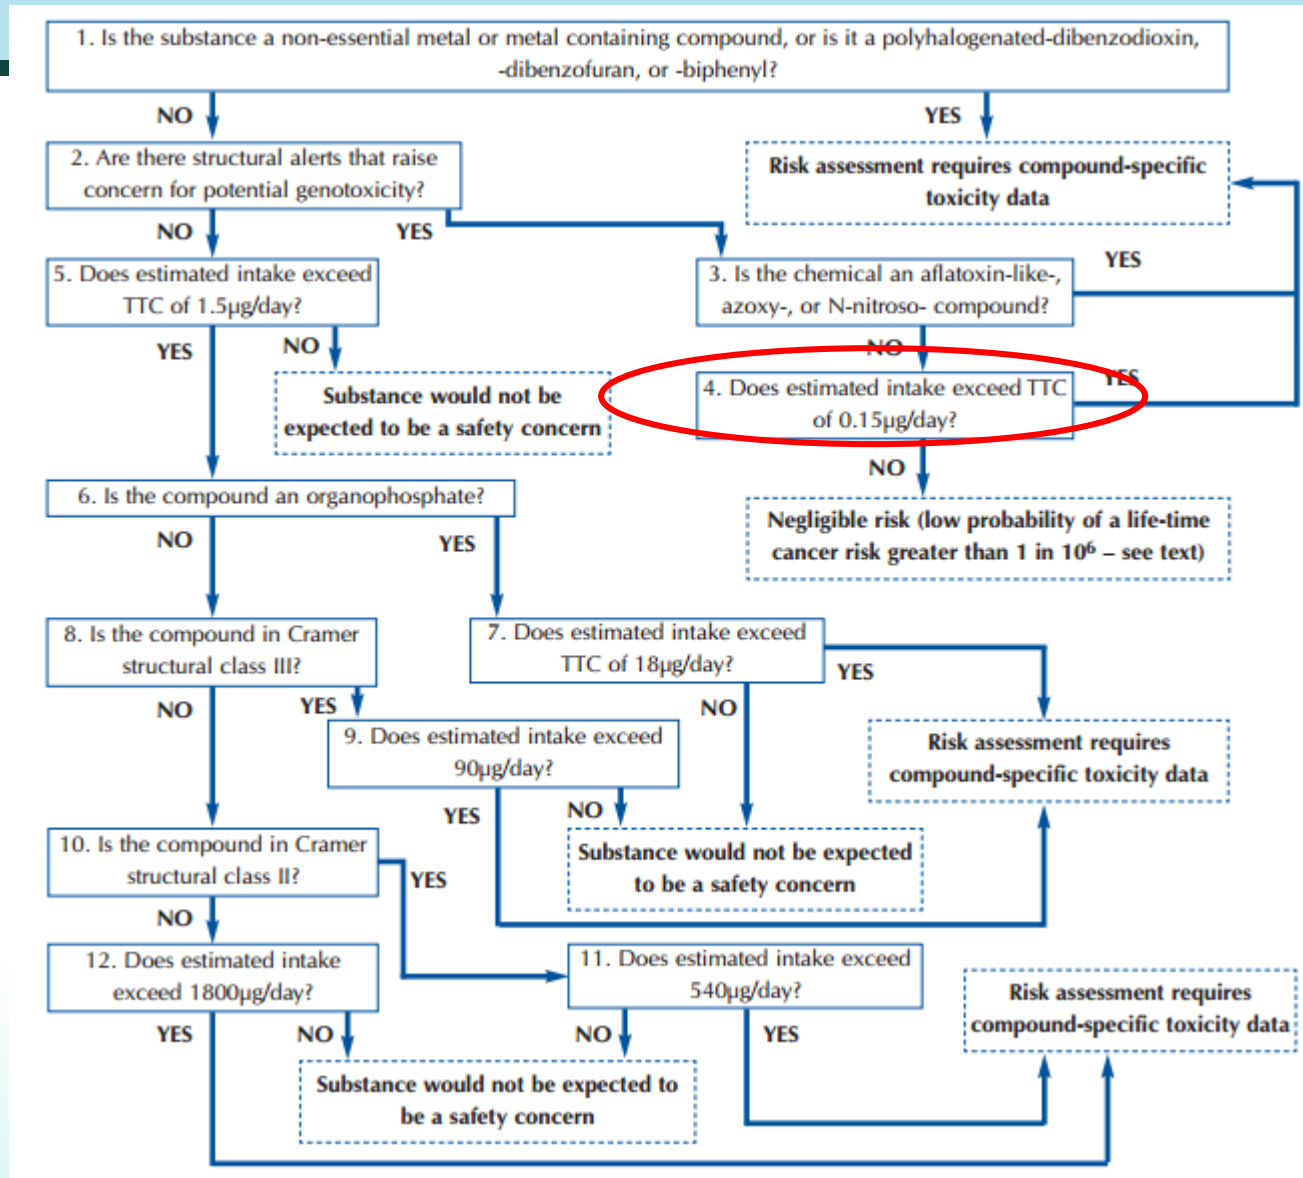 1. Is the substance a non-essential metal or metal containing compound, or is it a polyhalogenated-dibenzodioxin,
-dibenzofuran, or -biphenyl?
NO
YES
2. Are there structural alerts that raise
concern for potential genotoxicity?
Risk assessment requires compound-specific
toxicity data
NO
YES
5. Does estimated intake exceed
TTC of 1.5µg/day?
3. Is the chemical an aflatoxin-like-,
azoxy-, or N-nitroso- compound?
YES
YES
NO
NO
Substance would not be
expected to be a safety concern
4. Does estimated intake exceed TTC
of 0.15µg/day?
YES
NO
6. Is the compound an organophosphate?
Negligible risk (low probability of a life-time
cancer risk greater than 1 in 10⁶ – see text)
NO
YES
8. Is the compound in Cramer
structural class III?
7. Does estimated intake exceed
TTC of 18µg/day?
YES
NO
YES
NO
9. Does estimated intake exceed
90µg/day?
Risk assessment requires
compound-specific toxicity data
YES
NO
10. Is the compound in Cramer
structural class II?
Substance would not be expected
to be a safety concern
YES
NO
12. Does estimated intake
exceed 1800µg/day?
11. Does estimated intake exceed
540µg/day?
Risk assessment requires
compound-specific toxicity data
YES
NO
NO
YES
Substance would not be expected to
be a safety concern